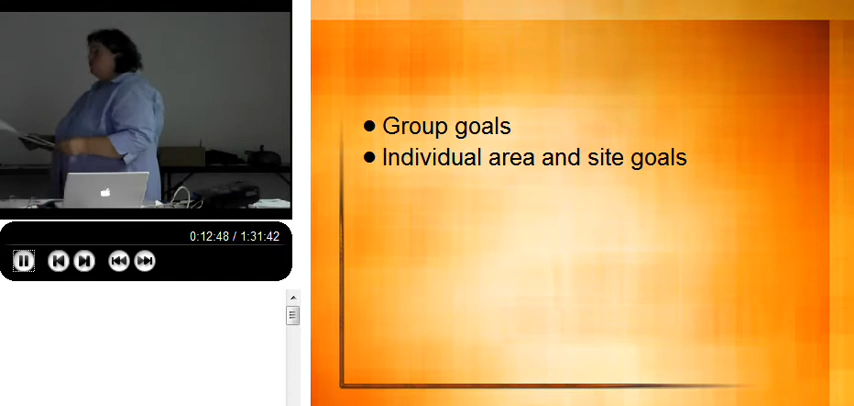 0:12:48 / 1:31:42
● Group goals
● Individual area and site goals